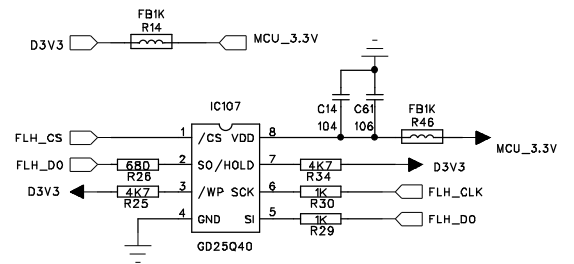 FB1K
R14
D3V3
MCU_3.3V
IC107
C14
104
C61
106
FB1K
R46
MCU_3.3V
FLH_CS 1 /CS VDD 8
FLH_DO 680 R26 2 SO/HOLD 7 4K7 R34 D3V3
D3V3 4K7 R25 3 /WP SCK 6 1K R30 FLH_CLK
4 GND SI 5 1K R29 FLH_DO
GD25Q40